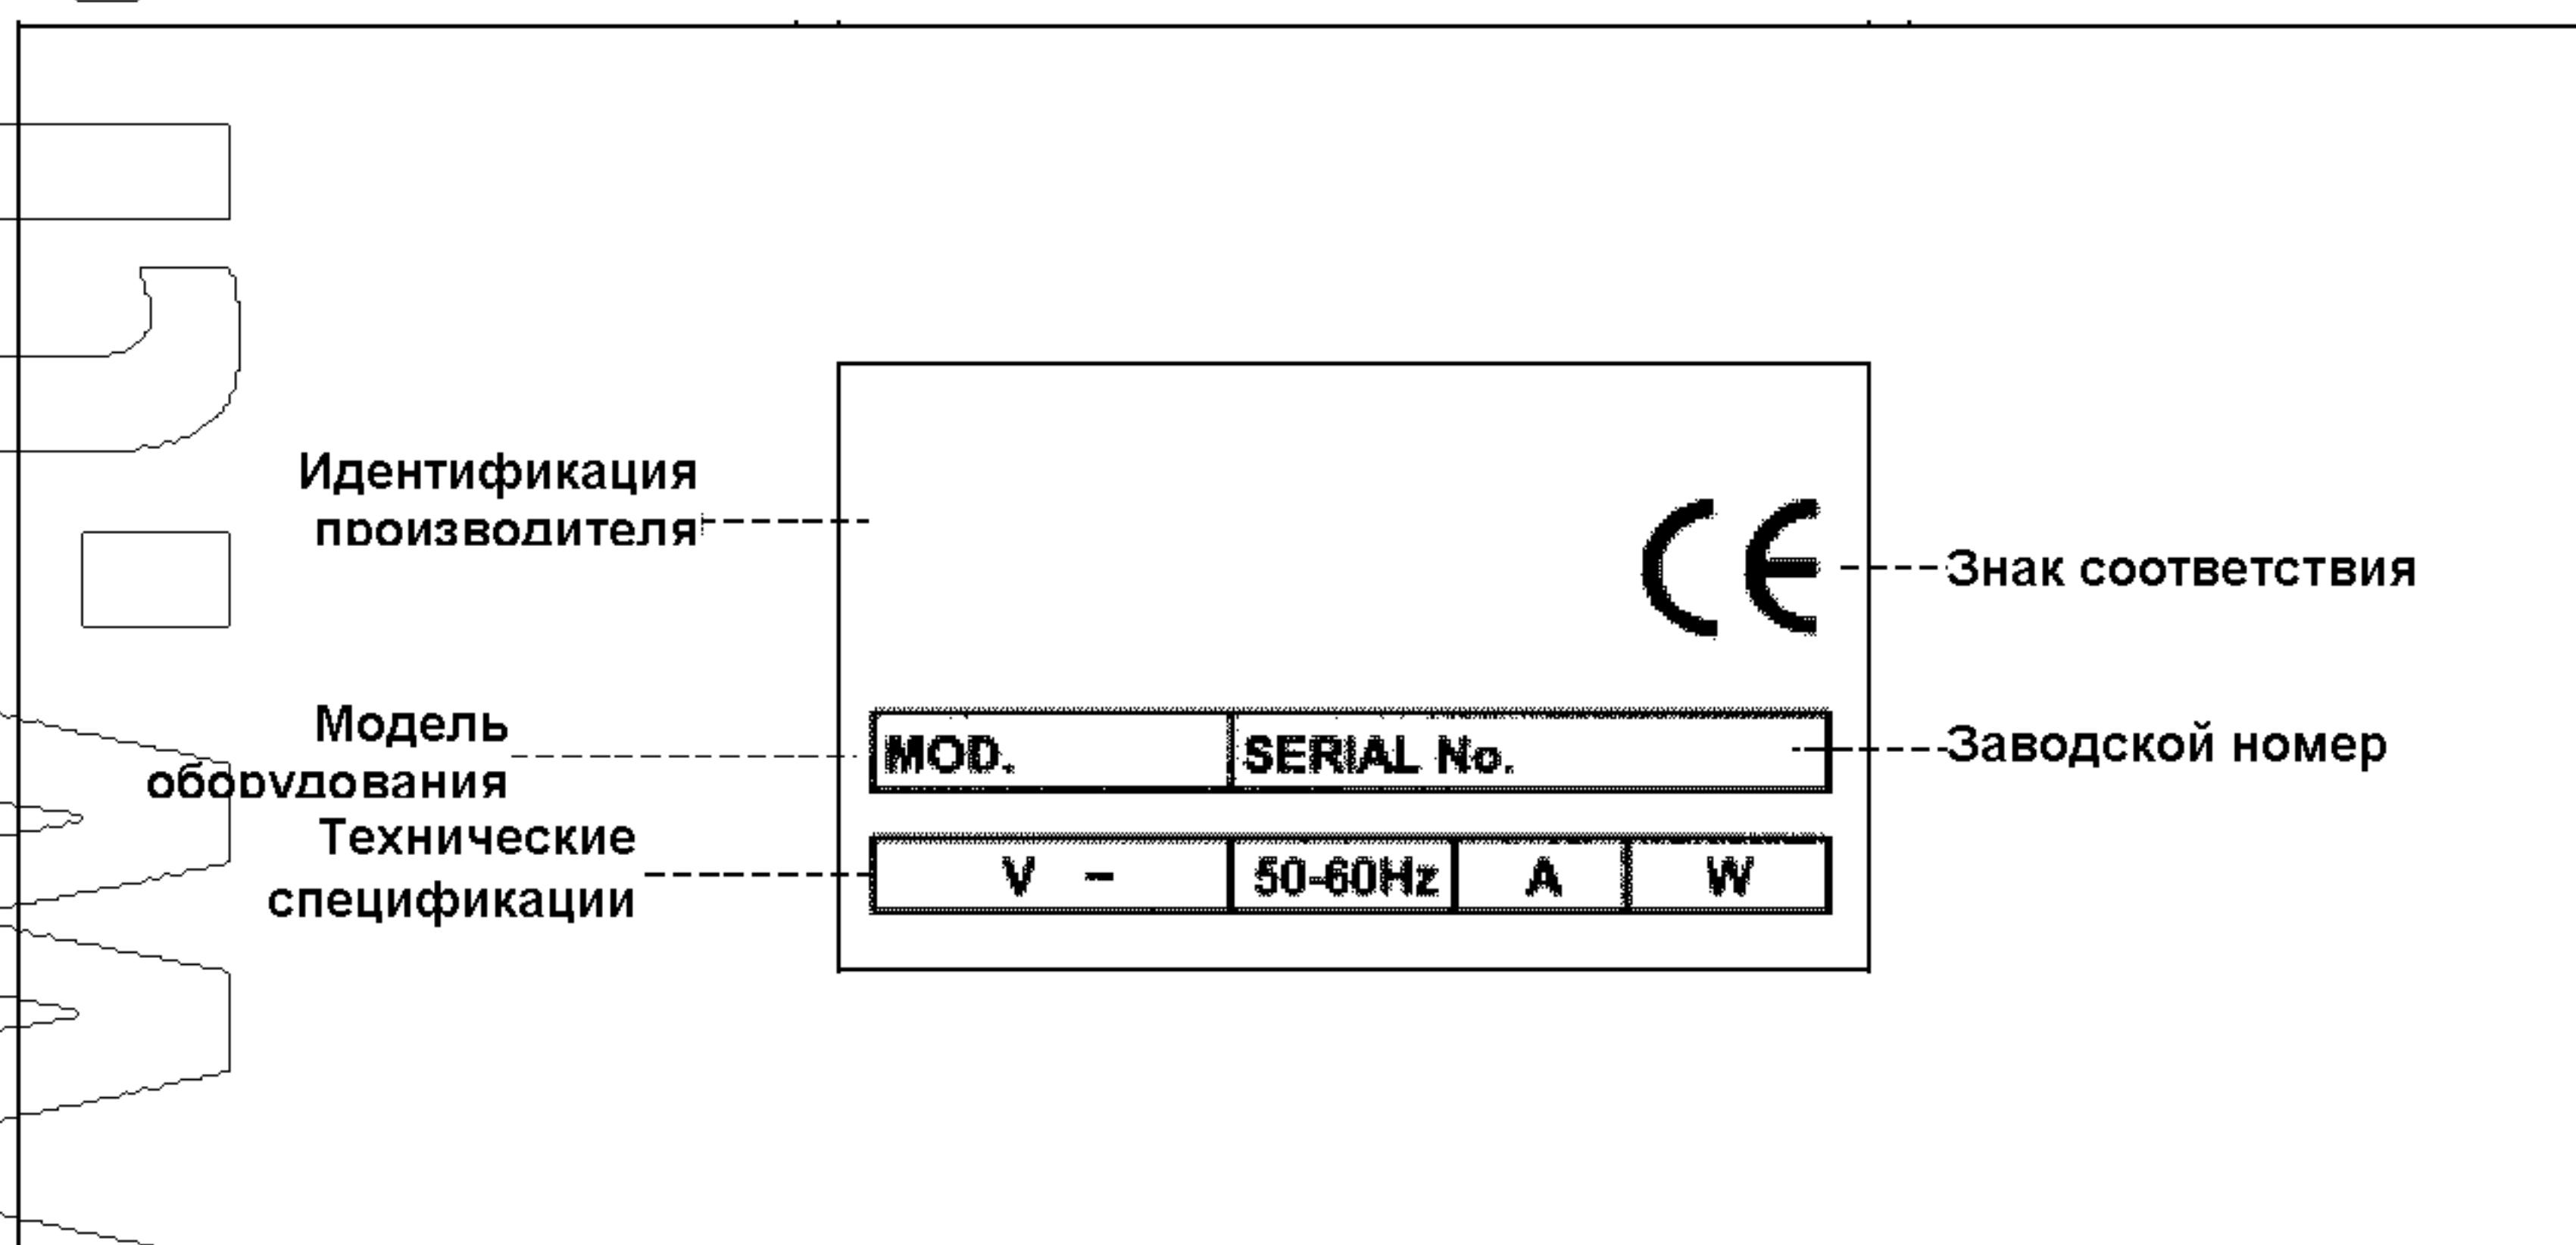 Идентификация
производителя
CE
Знак соответствия
Модель
оборудования
MOD.
SERIAL No.
Заводской номер
Технические
спецификации
V ~
50-60Hz
A
W